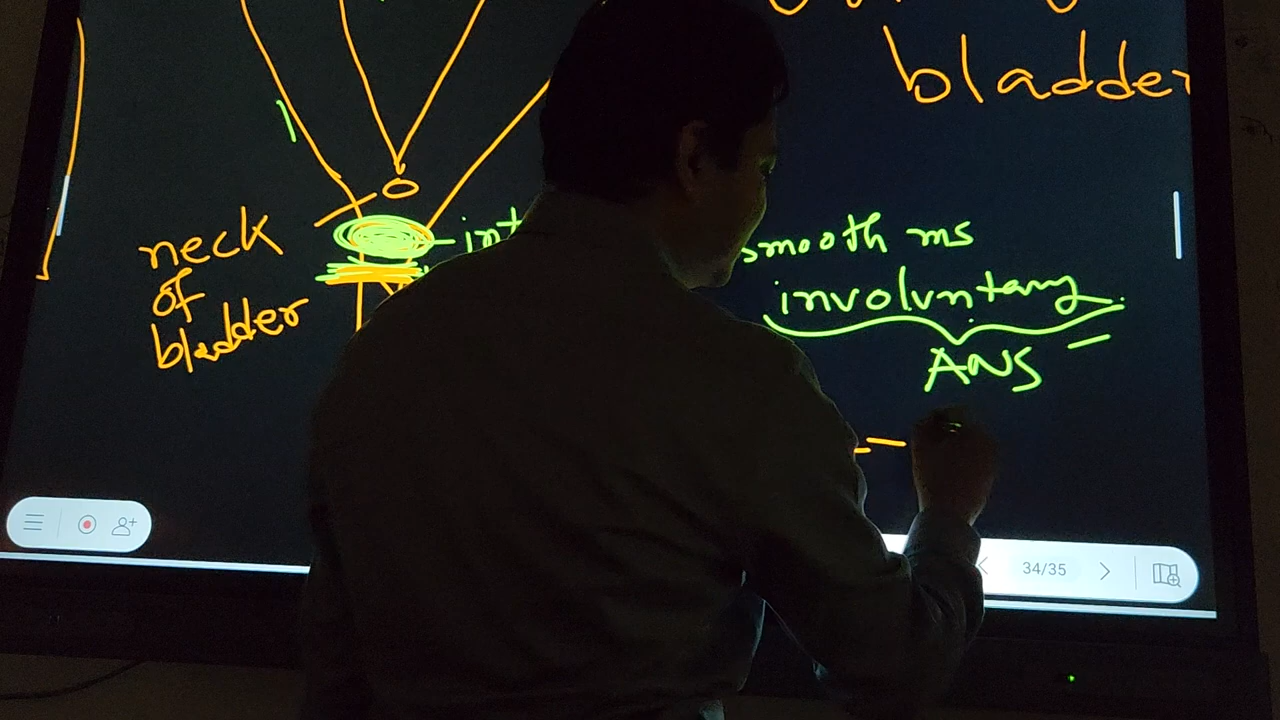 bladder
neck
of
bladder
smooth ms
involuntary
ANS
34/35